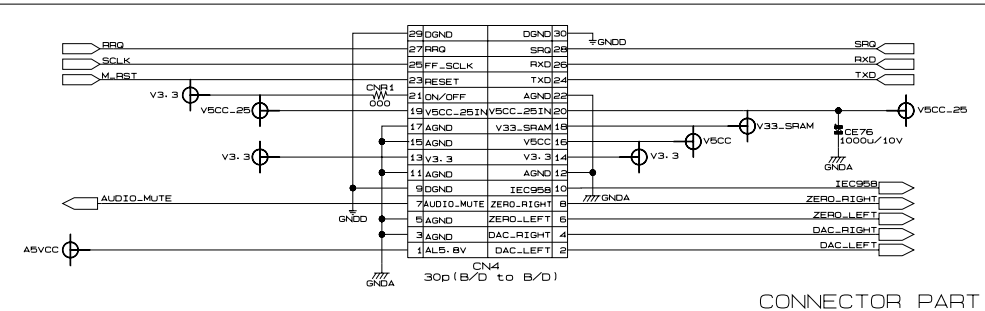 29 DGND DGND 30 GNDD
RRQ 27 RRQ SRQ 28 SRQ
SCLK 25 FF_SCLK RXD 26 RXD
M_RST 23 RESET TXD 24 TXD
V3.3 CNR1 000 21 ON/OFF AGND 22
V5CC_25 19 V5CC_25IN V5CC_25IN 20 V5CC_25
17 AGND V33_SRAM 18 V33_SRAM CE76
15 AGND V5CC 16 V5CC 1000u/10V
V3.3 13 V3.3 V3.3 14 V3.3 GNDA
11 AGND AGND 12
9 DGND IEC958 10 GNDA IEC958
AUDIO_MUTE GNDD 7 AUDIO_MUTE ZERO_RIGHT 8 ZERO_RIGHT
5 AGND ZERO_LEFT 6 ZERO_LEFT
3 AGND DAC_RIGHT 4 DAC_RIGHT
A5VCC 1 AL5.8V DAC_LEFT 2 DAC_LEFT
GNDA
CN4
30p(B/D to B/D)
CONNECTOR PART